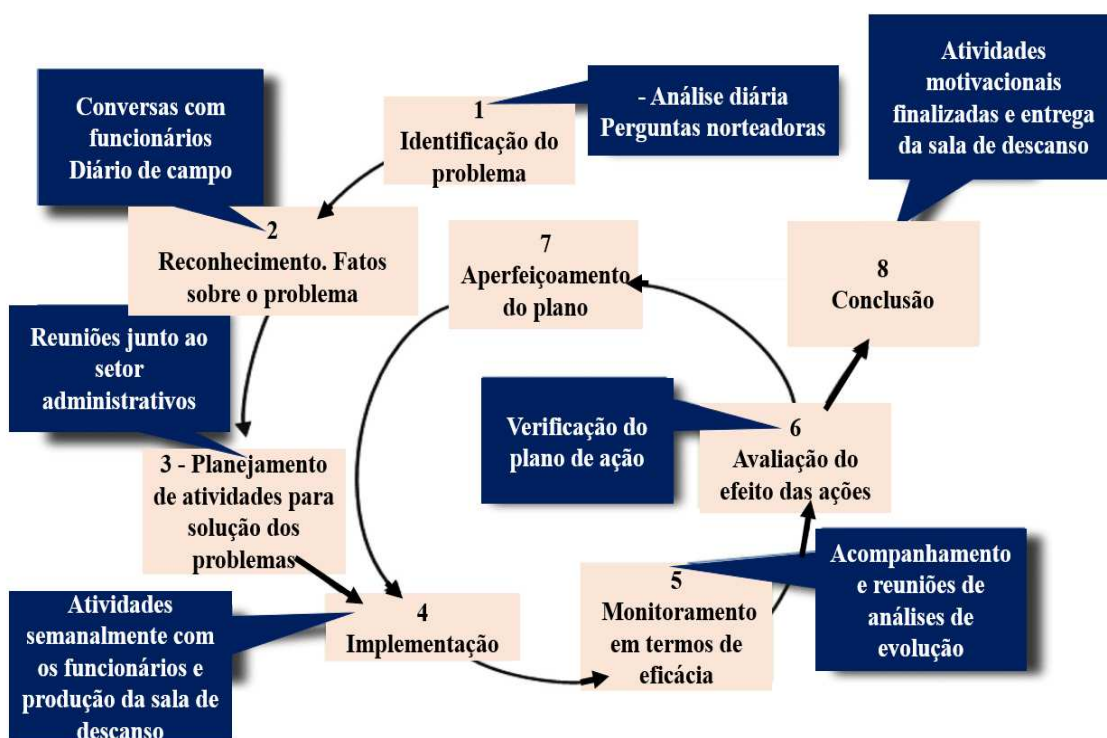 - Análise diária
Perguntas norteadoras
1
Identificação do
problema
Conversas com
funcionários
Diário de campo
2
Reconhecimento. Fatos
sobre o problema
Reuniões junto ao
setor
administrativos
3 - Planejamento
de atividades para
solução dos
problemas
Atividades
semanalmente com
os funcionários e
produção da sala de
descanso
4
Implementação
5
Monitoramento
em termos de
eficácia
Acompanhamento
e reuniões de
análises de
evolução
6
Avaliação do
efeito das ações
Verificação do
plano de ação
7
Aperfeiçoamento
do plano
8
Conclusão
Atividades
motivacionais
finalizadas e entrega
da sala de descanso